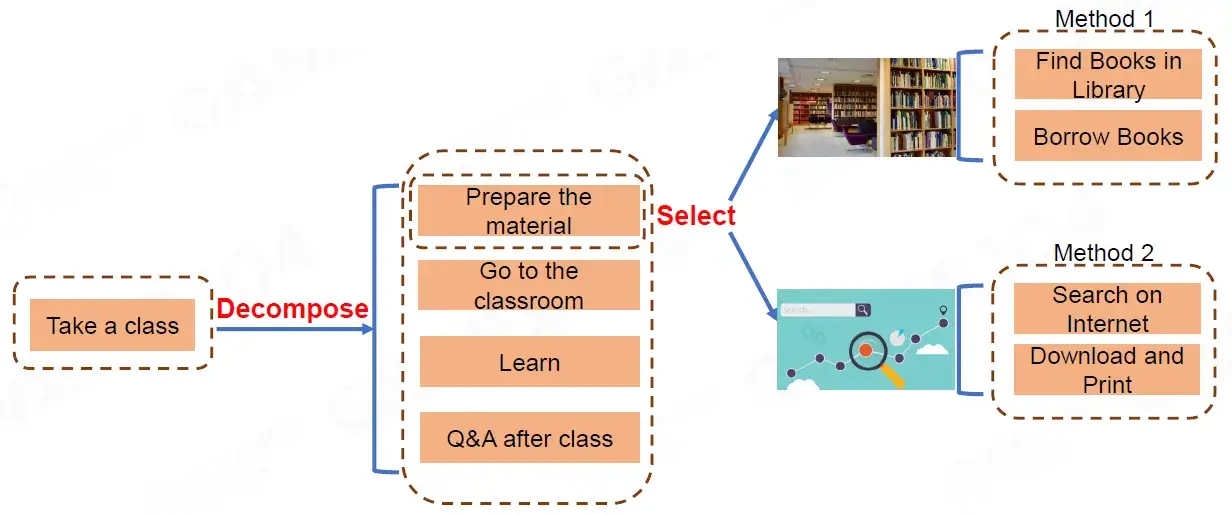 Take a class
Decompose
Prepare the
material
Go to the
classroom
Learn
Q&A after class
Select
Method 1
Find Books in
Library
Borrow Books
Method 2
search...
Search on
Internet
Download and
Print